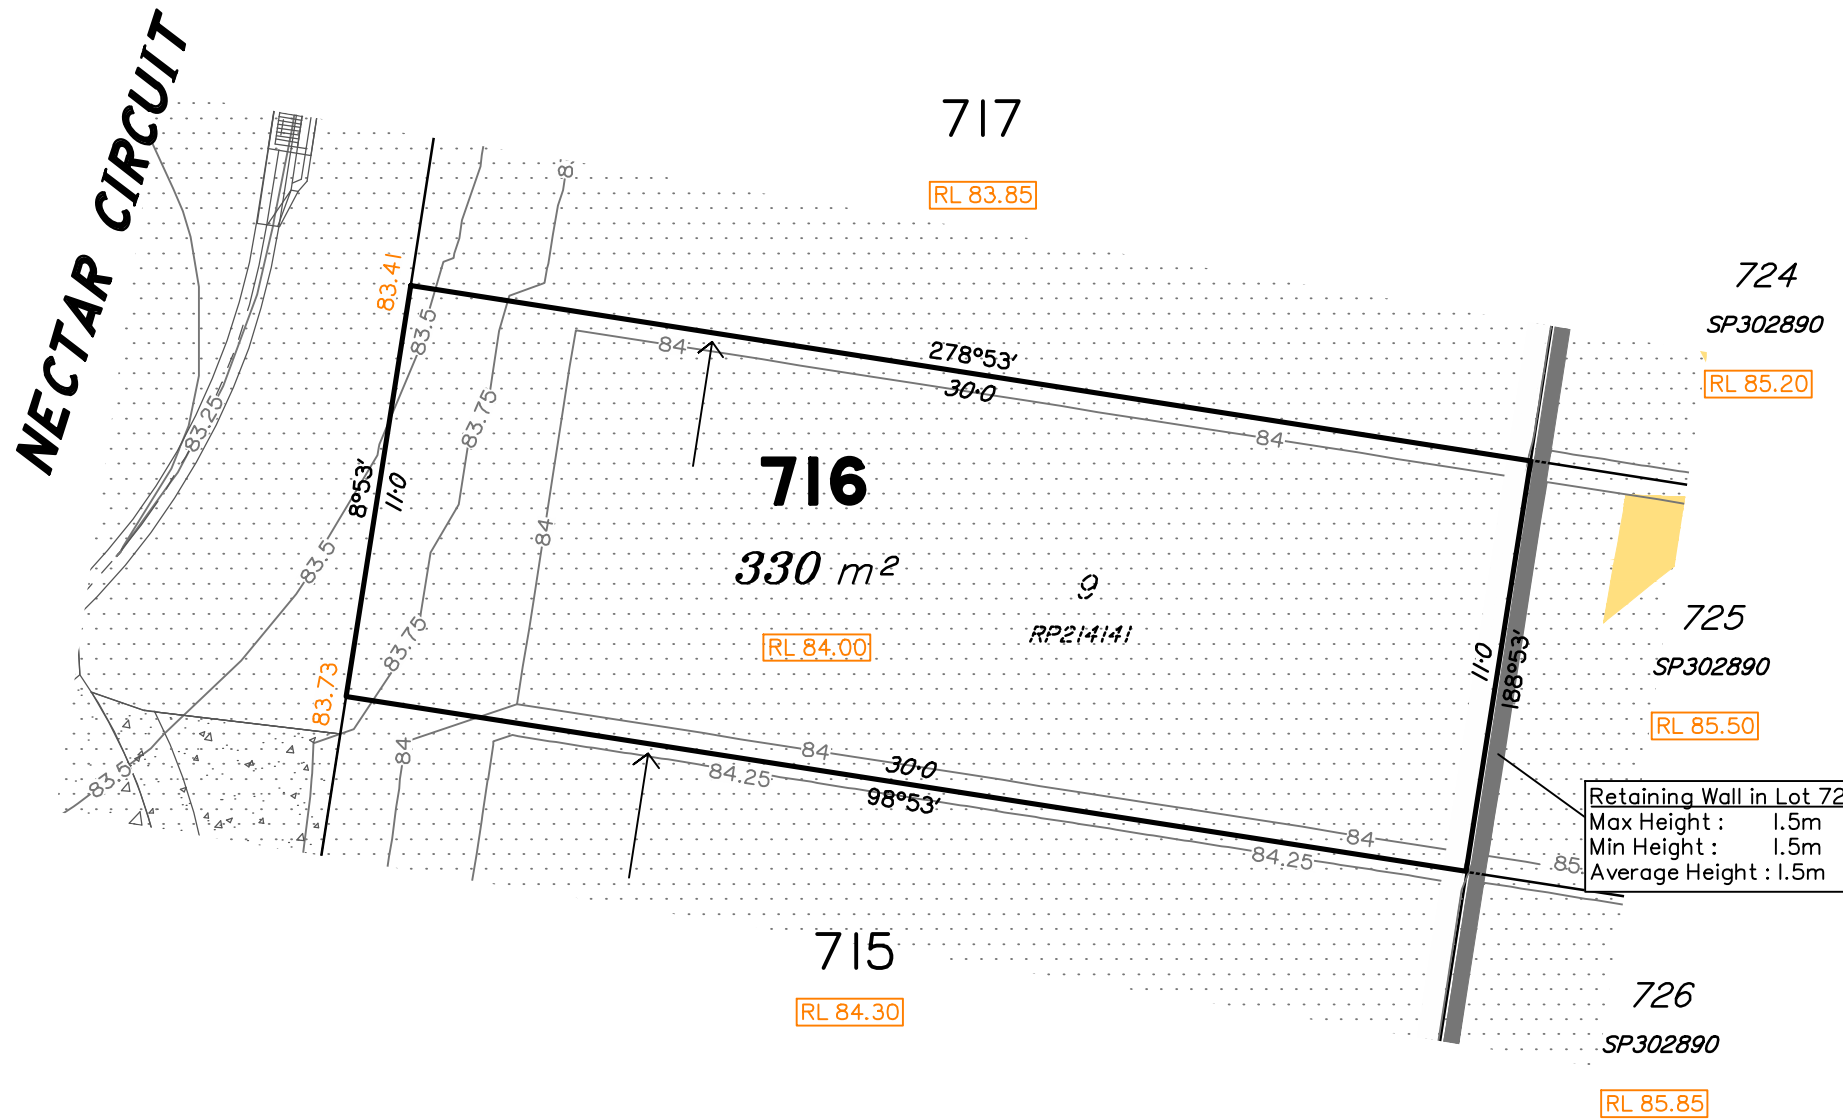 NECTAR CIRCUIT
717
RL 83.85
724
SP302890
RL 85.20
83.41
83.5
84
278°53'
30·0
84
83.25
83.75
8°53'
11·0
716
84
330 m²
9
RP214141
RL 84.00
83.5
83.75
83.73
11·0
188°53'
725
SP302890
RL 85.50
84
84
30·0
84.25
98°53'
84
84.25
83.5
85.
Retaining Wall in Lot 72
Max Height : 1.5m
Min Height : 1.5m
Average Height : 1.5m
715
RL 84.30
726
SP302890
RL 85.85